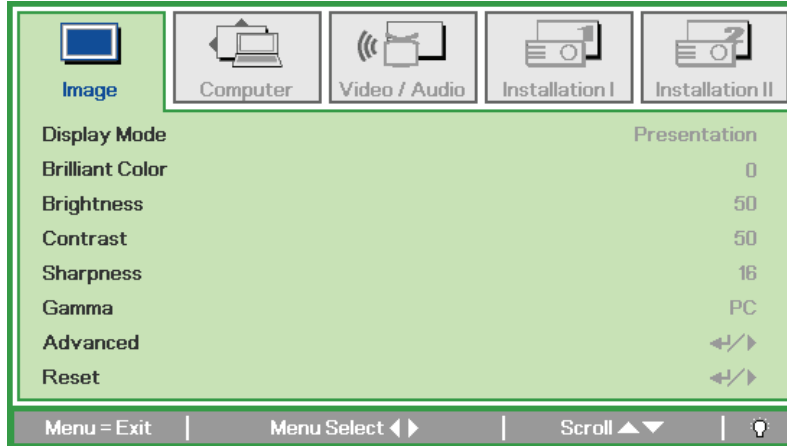 Image Computer Video / Audio Installation I Installation II
Display Mode Presentation
Brilliant Color 0
Brightness 50
Contrast 50
Sharpness 16
Gamma PC
Advanced
Reset
Menu = Exit Menu Select Scroll